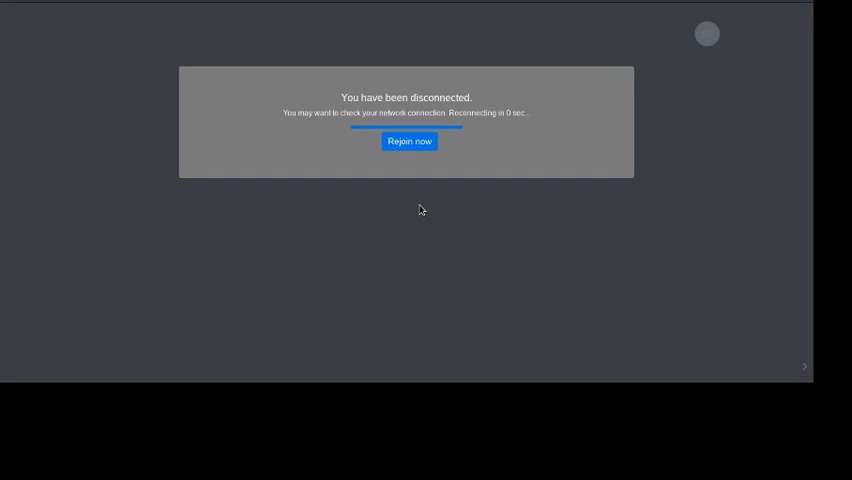 You have been disconnected.
You may want to check your network connection. Reconnecting in 0 sec...
Rejoin now